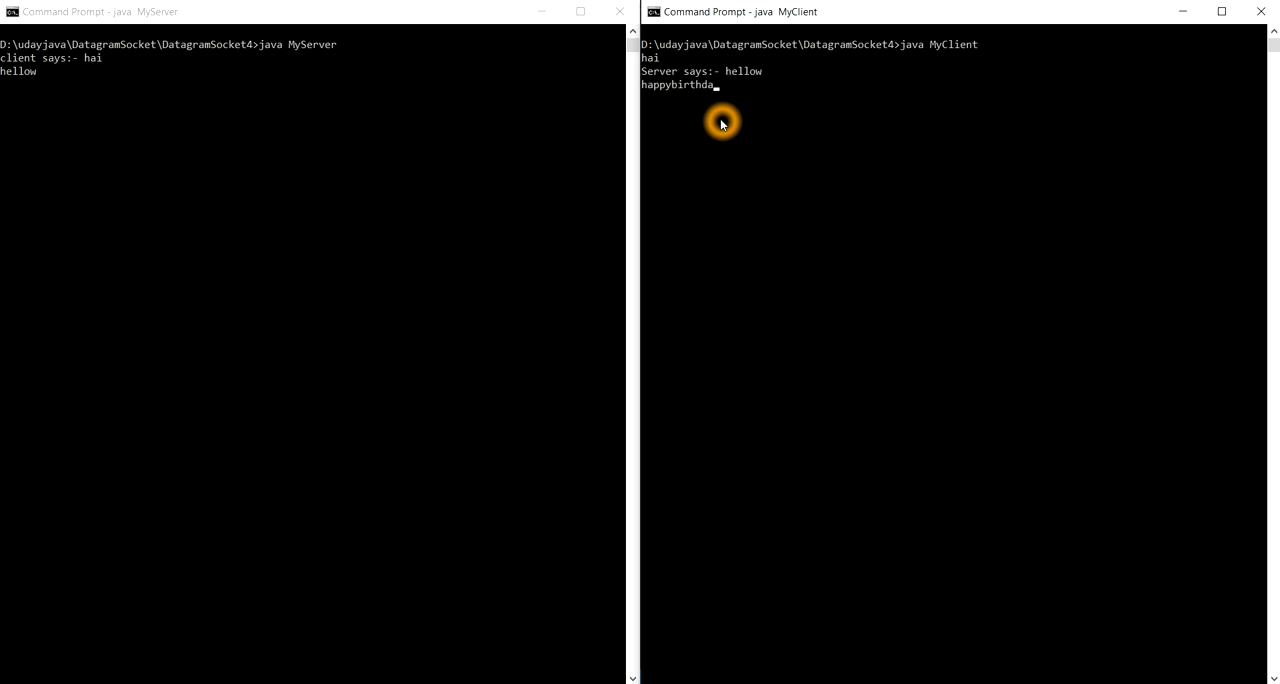 Command Prompt - java  MyServer
D:\udayjava\DatagramSocket\DatagramSocket4>java MyServer
client says:- hai
hellow
Command Prompt - java  MyClient
D:\udayjava\DatagramSocket\DatagramSocket4>java MyClient
hai
Server says:- hellow
happybirthda